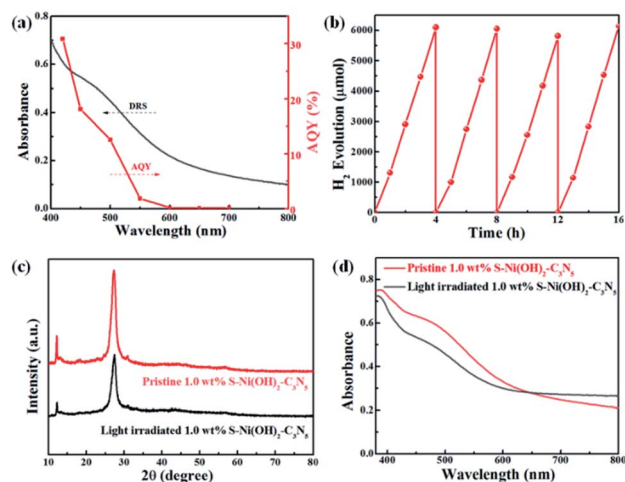 (a)
Absorbance
0.8
0.6
0.4
0.2
0.0
DRS
AQY
30
20
10
0
AQY (%)
400 500 600 700 800
Wavelength (nm)
(b)
H₂ Evolution (μmol)
6000
5000
4000
3000
2000
1000
0
0 4 8 12 16
Time (h)
(c)
Intensity (a.u.)
Pristine 1.0 wt% S-Ni(OH)₂-C₃N₅
Light irradiated 1.0 wt% S-Ni(OH)₂-C₃N₅
10 20 30 40 50 60 70 80
2θ (degree)
(d)
Pristine 1.0 wt% S-Ni(OH)₂-C₃N₅
Light irradiated 1.0 wt% S-Ni(OH)₂-C₃N₅
Absorbance
0.8
0.6
0.4
0.2
0.0
400 500 600 700 800
Wavelength (nm)